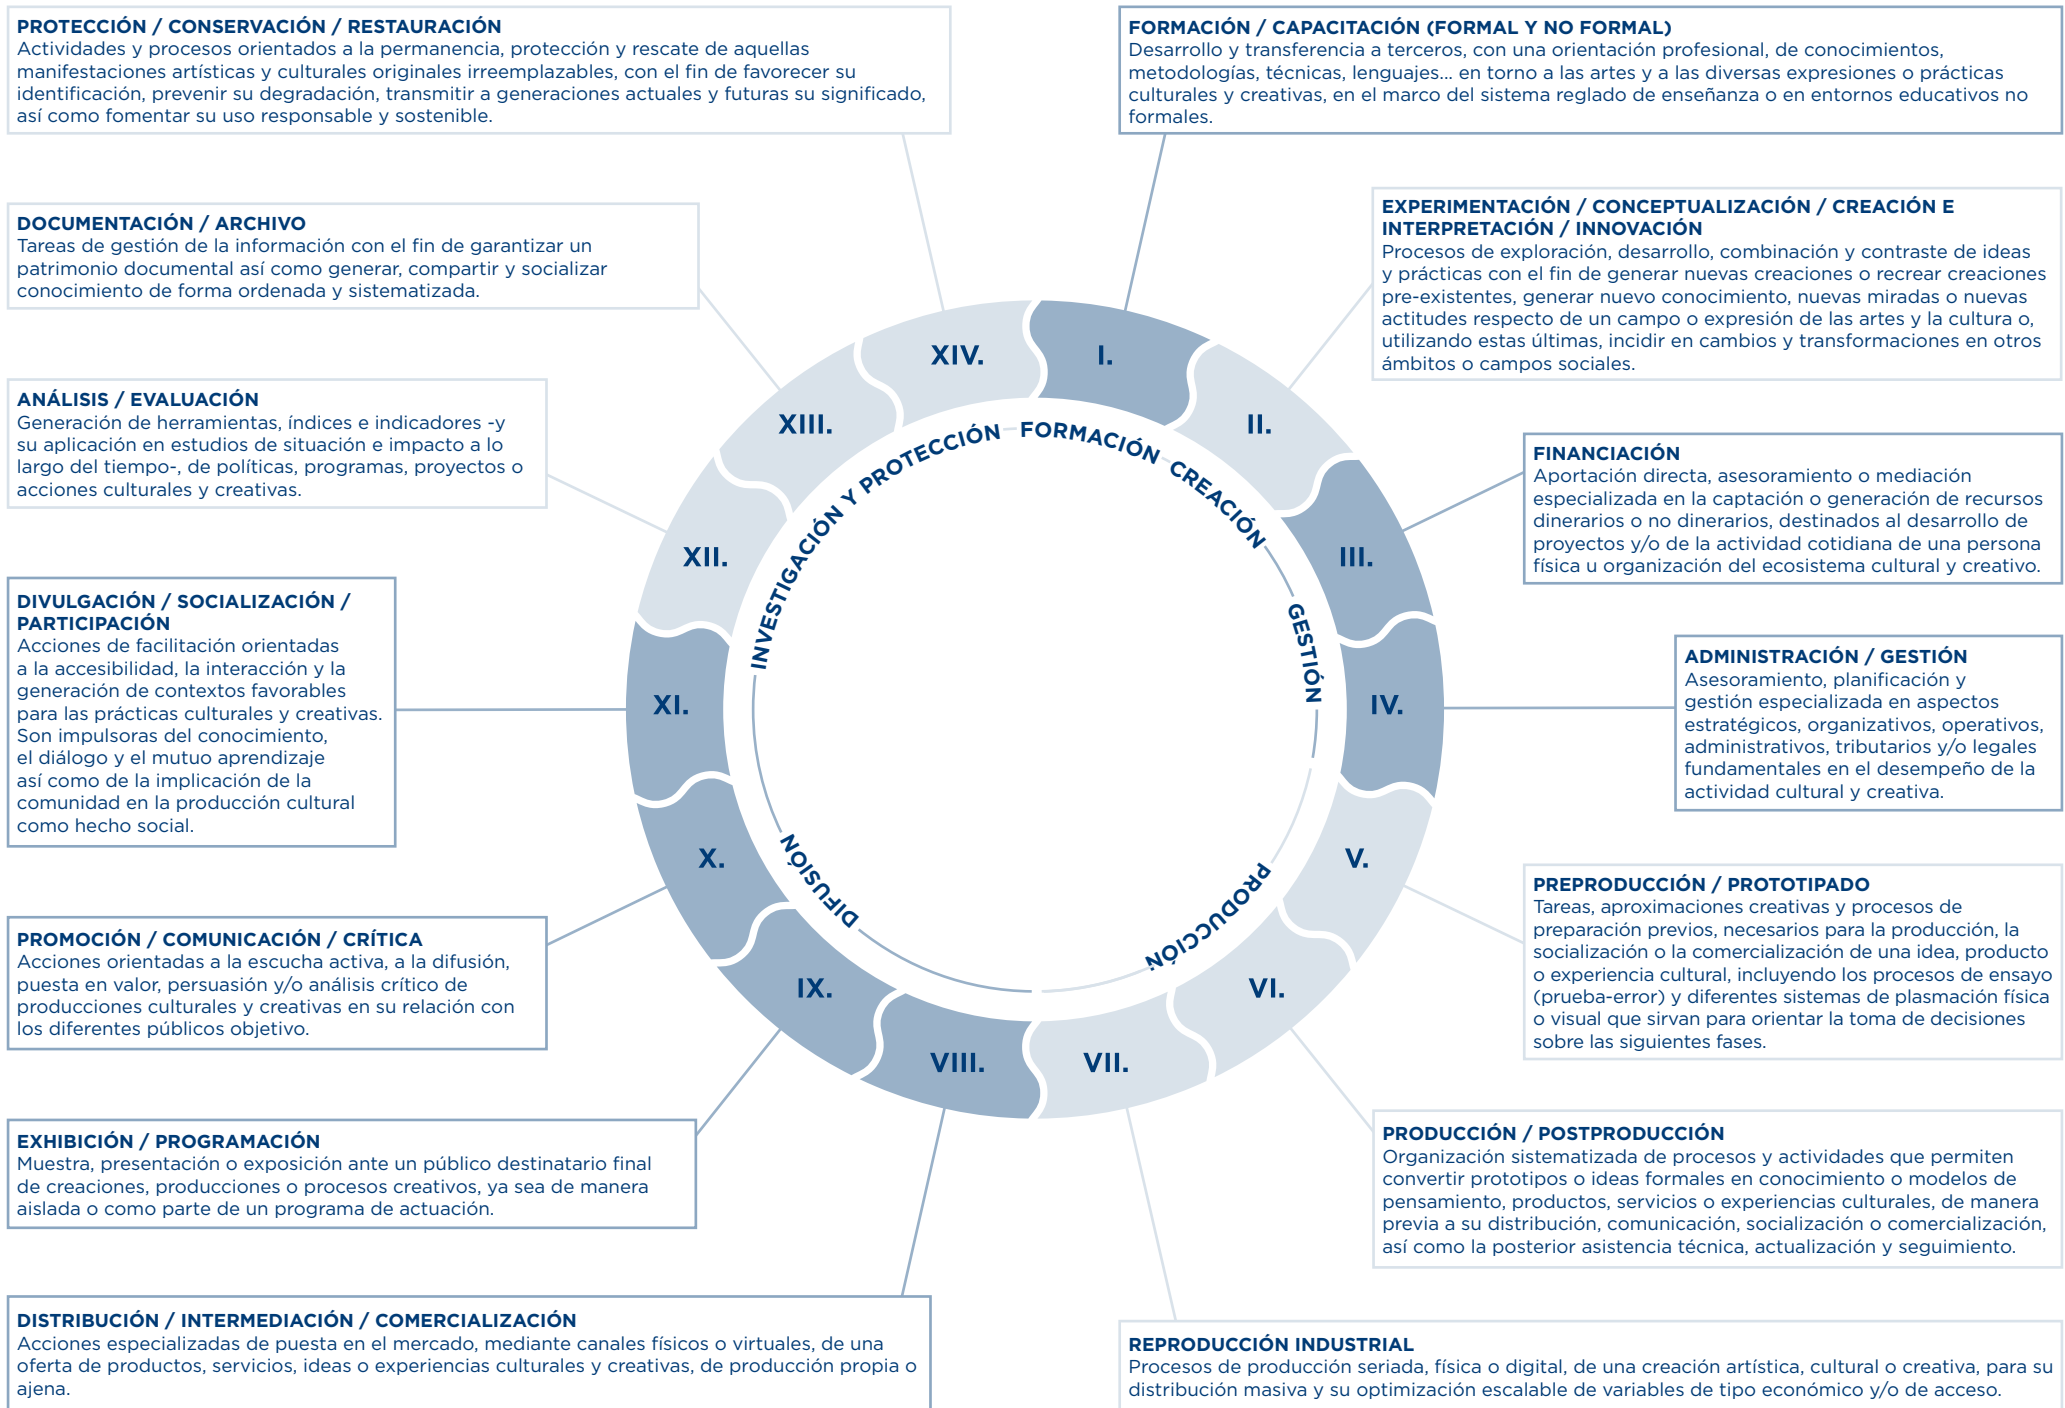 PROTECCIÓN / CONSERVACIÓN / RESTAURACIÓN
Actividades y procesos orientados a la permanencia, protección y rescate de aquellas
manifestaciones artísticas y culturales originales irreemplazables, con el fin de favorecer su
identificación, prevenir su degradación, transmitir a generaciones actuales y futuras su significado,
así como fomentar su uso responsable y sostenible.
FORMACIÓN / CAPACITACIÓN (FORMAL Y NO FORMAL)
Desarrollo y transferencia a terceros, con una orientación profesional, de conocimientos,
metodologías, técnicas, lenguajes... en torno a las artes y a las diversas expresiones o prácticas
culturales y creativas, en el marco del sistema reglado de enseñanza o en entornos educativos no
formales.
DOCUMENTACIÓN / ARCHIVO
Tareas de gestión de la información con el fin de garantizar un
patrimonio documental así como generar, compartir y socializar
conocimiento de forma ordenada y sistematizada.
EXPERIMENTACIÓN / CONCEPTUALIZACIÓN / CREACIÓN E
INTERPRETACIÓN / INNOVACIÓN
Procesos de exploración, desarrollo, combinación y contraste de ideas
y prácticas con el fin de generar nuevas creaciones o recrear creaciones
pre-existentes, generar nuevo conocimiento, nuevas miradas o nuevas
actitudes respecto de un campo o expresión de las artes y la cultura o,
utilizando estas últimas, incidir en cambios y transformaciones en otros
ámbitos o campos sociales.
ANÁLISIS / EVALUACIÓN
Generación de herramientas, índices e indicadores -y
su aplicación en estudios de situación e impacto a lo
largo del tiempo-, de políticas, programas, proyectos o
acciones culturales y creativas.
FINANCIACIÓN
Aportación directa, asesoramiento o mediación
especializada en la captación o generación de recursos
dinerarios o no dinerarios, destinados al desarrollo de
proyectos y/o de la actividad cotidiana de una persona
física u organización del ecosistema cultural y creativo.
DIVULGACIÓN / SOCIALIZACIÓN /
PARTICIPACIÓN
Acciones de facilitación orientadas
a la accesibilidad, la interacción y la
generación de contextos favorables
para las prácticas culturales y creativas.
Son impulsoras del conocimiento,
el diálogo y el mutuo aprendizaje
así como de la implicación de la
comunidad en la producción cultural
como hecho social.
ADMINISTRACIÓN / GESTIÓN
Asesoramiento, planificación y
gestión especializada en aspectos
estratégicos, organizativos, operativos,
administrativos, tributarios y/o legales
fundamentales en el desempeño de la
actividad cultural y creativa.
PROMOCIÓN / COMUNICACIÓN / CRÍTICA
Acciones orientadas a la escucha activa, a la difusión,
puesta en valor, persuasión y/o análisis crítico de
producciones culturales y creativas en su relación con
los diferentes públicos objetivo.
PREPRODUCCIÓN / PROTOTIPADO
Tareas, aproximaciones creativas y procesos de
preparación previos, necesarios para la producción, la
socialización o la comercialización de una idea, producto
o experiencia cultural, incluyendo los procesos de ensayo
(prueba-error) y diferentes sistemas de plasmación física
o visual que sirvan para orientar la toma de decisiones
sobre las siguientes fases.
EXHIBICIÓN / PROGRAMACIÓN
Muestra, presentación o exposición ante un público destinatario final
de creaciones, producciones o procesos creativos, ya sea de manera
aislada o como parte de un programa de actuación.
PRODUCCIÓN / POSTPRODUCCIÓN
Organización sistematizada de procesos y actividades que permiten
convertir prototipos o ideas formales en conocimiento o modelos de
pensamiento, productos, servicios o experiencias culturales, de manera
previa a su distribución, comunicación, socialización o comercialización,
así como la posterior asistencia técnica, actualización y seguimiento.
DISTRIBUCIÓN / INTERMEDIACIÓN / COMERCIALIZACIÓN
Acciones especializadas de puesta en el mercado, mediante canales físicos o virtuales, de una
oferta de productos, servicios, ideas o experiencias culturales y creativas, de producción propia o
ajena.
REPRODUCCIÓN INDUSTRIAL
Procesos de producción seriada, física o digital, de una creación artística, cultural o creativa, para su
distribución masiva y su optimización escalable de variables de tipo económico y/o de acceso.
I.
II.
III.
IV.
V.
VI.
VII.
VIII.
IX.
X.
XI.
XII.
XIII.
XIV.
FORMACIÓN
CREACIÓN
GESTIÓN
PRODUCCIÓN
DIFUSIÓN
INVESTIGACIÓN Y PROTECCIÓN